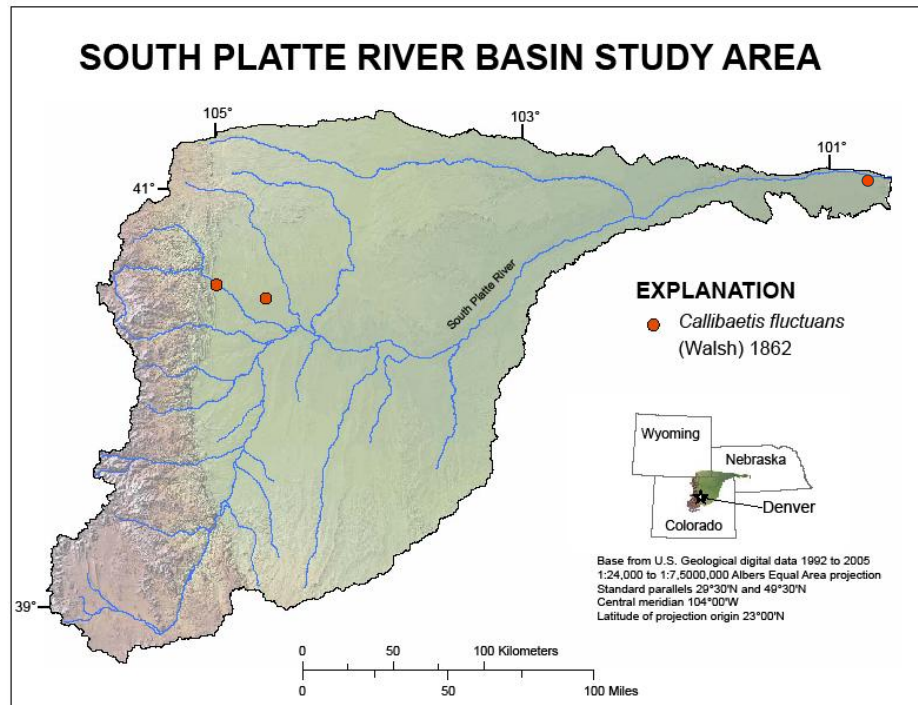 SOUTH PLATTE RIVER BASIN STUDY AREA
105°
103°
101°
41°
South Platte River
EXPLANATION
Callibaetis fluctuans
(Walsh) 1862
Wyoming
Nebraska
Denver
Colorado
Base from U.S. Geological digital data 1992 to 2005
1:24,000 to 1:7,5000,000 Albers Equal Area projection
Standard parallels 29°30'N and 49°30'N
Central meridian 104°00'W
Latitude of projection origin 23°00'N
39°
0 50 100 Kilometers
0 50 100 Miles